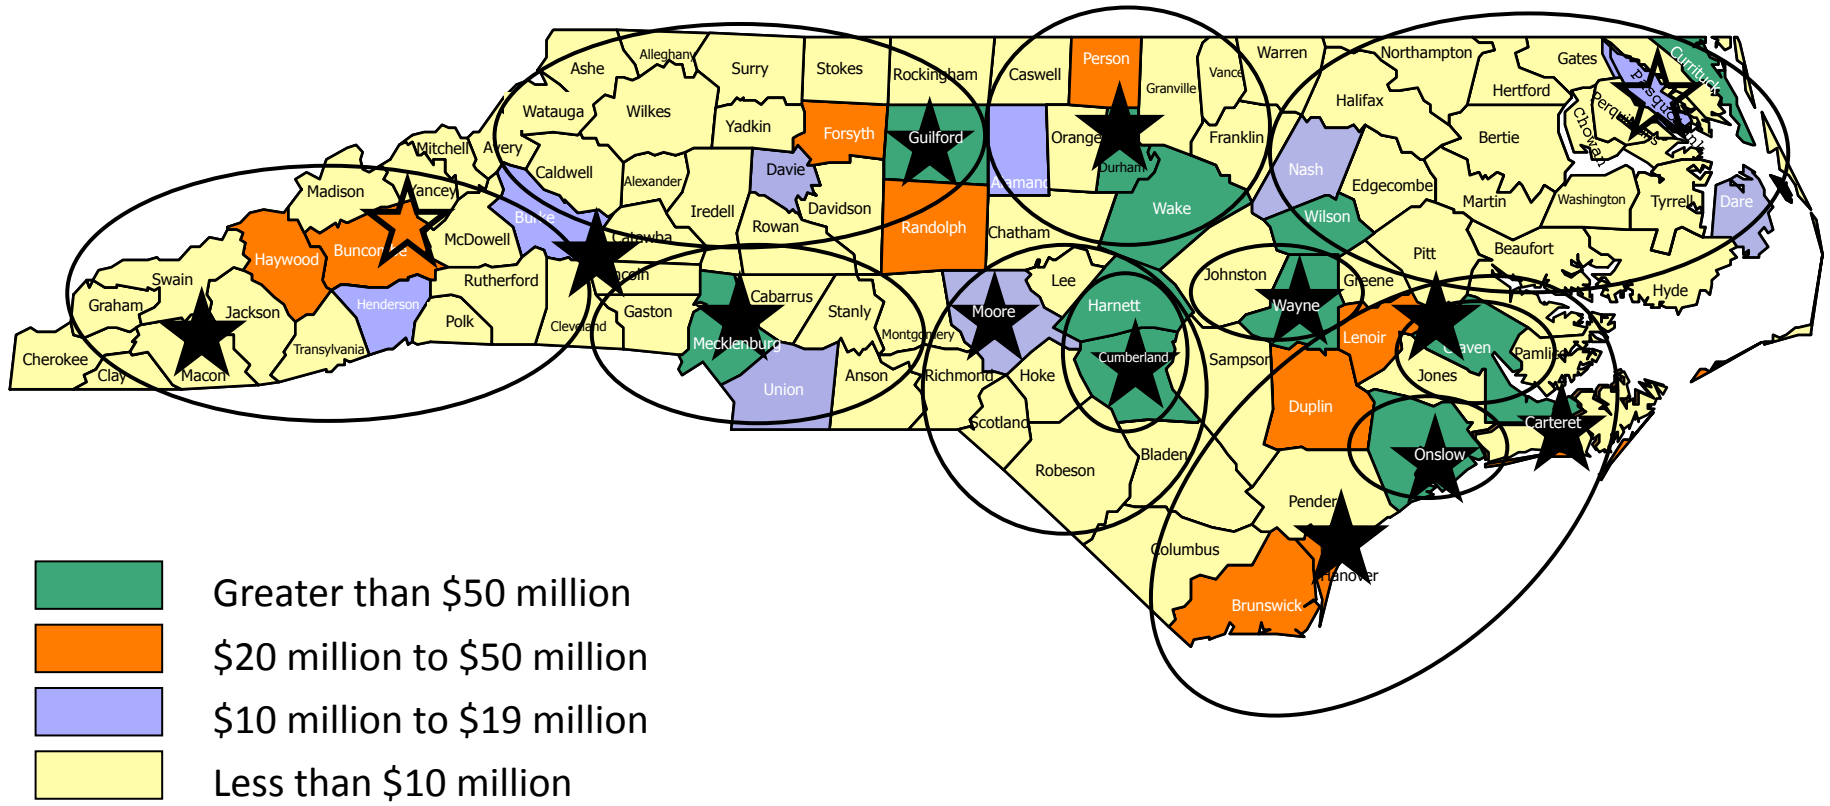 Ashe
Alleghany
Surry
Stokes
Rockingham
Caswell
Person
Granville
Vance
Warren
Northampton
Gates
Currituck
Hertford
Halifax
Watauga
Wilkes
Yadkin
Forsyth
Guilford
Orange
Durham
Franklin
Bertie
Chowan
Mitchell
Avery
Caldwell
Alexander
Davie
Iredell
Davidson
Rowan
Randolph
Alamanc
Chatham
Wake
Nash
Edgecombe
Wilson
Martin
Washington
Tyrrell
Dare
Madison
Yancey
Burke
McDowell
Catawba
Haywood
Swain
Graham
Jackson
Henderson
Rutherford
Polk
Cleveland
Lincoln
Gaston
Cabarrus
Stanly
Montgomery
Moore
Lee
Harnett
Johnston
Wayne
Greene
Pitt
Beaufort
Hyde
Lenoir
Craven
Pamlico
Jones
Cherokee
Clay
Macon
Transylvania
Mecklenburg
Union
Anson
Richmond
Hoke
Cumberland
Sampson
Duplin
Onslow
Carteret
Scotland
Robeson
Bladen
Pender
Columbus
Hanover
Brunswick
Greater than $50 million
$20 million to $50 million
$10 million to $19 million
Less than $10 million